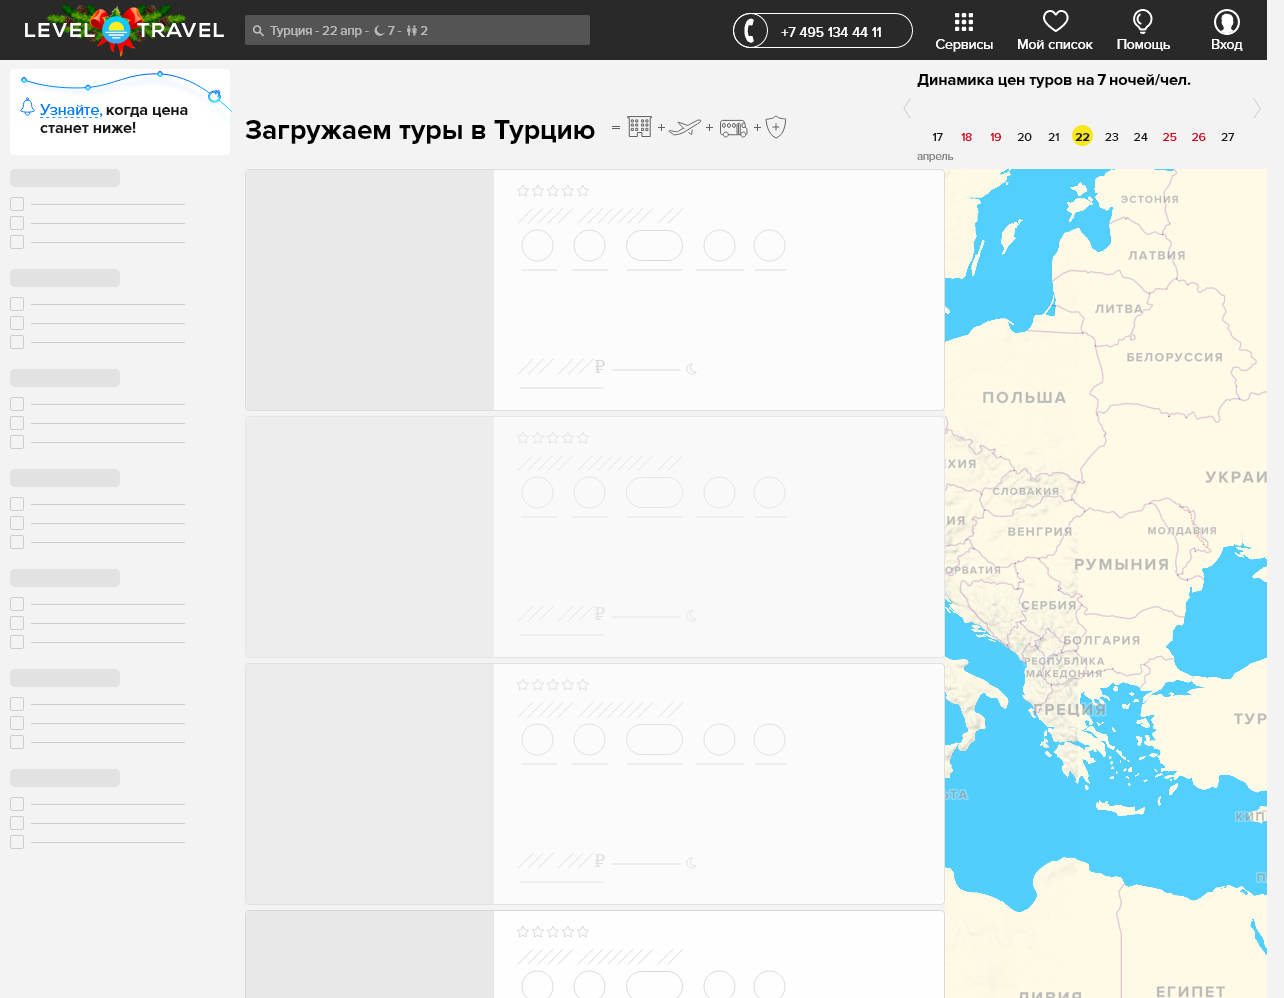 LEVEL TRAVEL
Турция - 22 апр - 7 - 2
+7 495 134 44 11
Сервисы
Мой список
Помощь
Вход
Узнайте, когда цена
станет ниже!
Загружаем туры в Турцию = + + +
Динамика цен туров на 7 ночей/чел.
17 18 19 20 21 22 23 24 25 26 27
апрель
₽
₽
₽
ЭСТОНИЯ
ЛАТВИЯ
ЛИТВА
БЕЛОРУССИЯ
ПОЛЬША
ЕХИЯ
УКРАИ
СЛОВАКИЯ
ИЯ
ВЕНГРИЯ
МОЛДАВИЯ
РУМЫНИЯ
ОРВАТИЯ
СЕРБИЯ
БОЛГАРИЯ
РЕСПУБЛИКА
МАКЕДОНИЯ
ГРЕЦИЯ
ТУР
ЬТА
КИП
П
ЛИВИЯ
ЕГИПЕТ